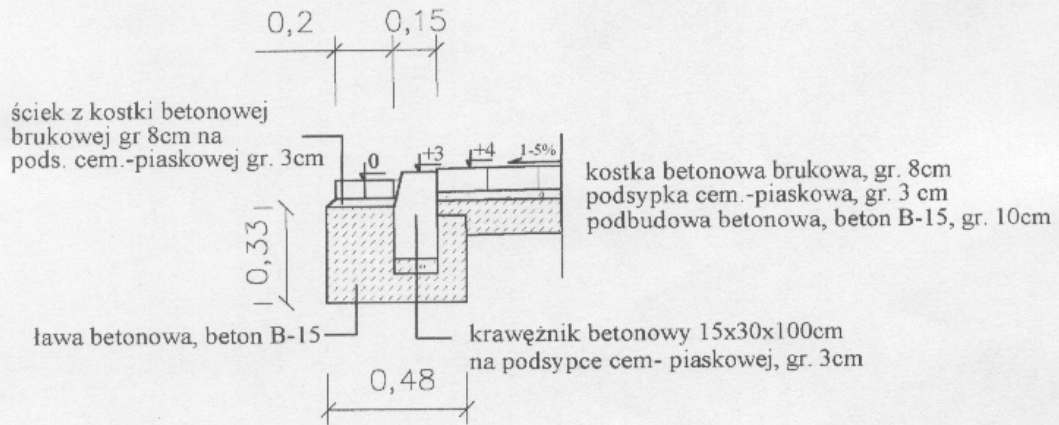 0,2
0,15
ściek z kostki betonowej
brukowej gr 8cm na
pods. cem.-piaskowej gr. 3cm
0
+3
+4
1-5%
kostka betonowa brukowa, gr. 8cm
podsypka cem.-piaskowa, gr. 3 cm
podbudowa betonowa, beton B-15, gr. 10cm
0,33
ława betonowa, beton B-15
krawężnik betonowy 15x30x100cm
na podsypce cem- piaskowej, gr. 3cm
0,48